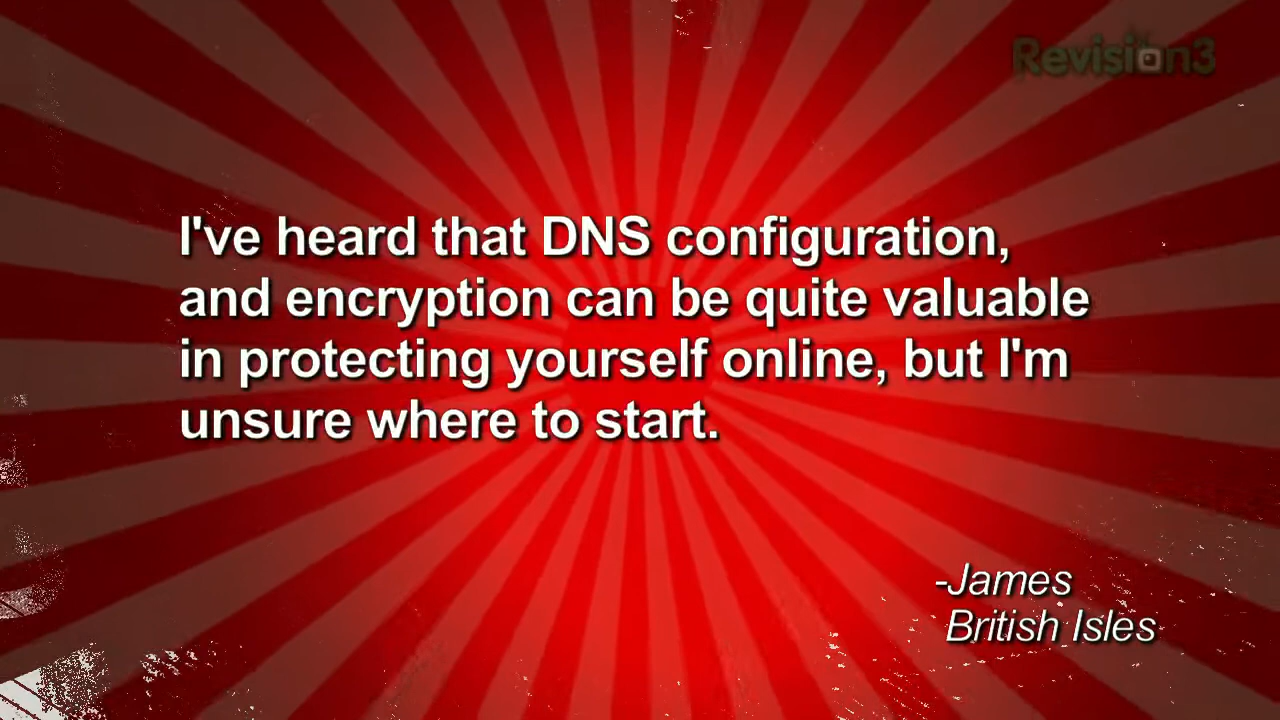 Revision3
I've heard that DNS configuration,
and encryption can be quite valuable
in protecting yourself online, but I'm
unsure where to start.
-James
British Isles